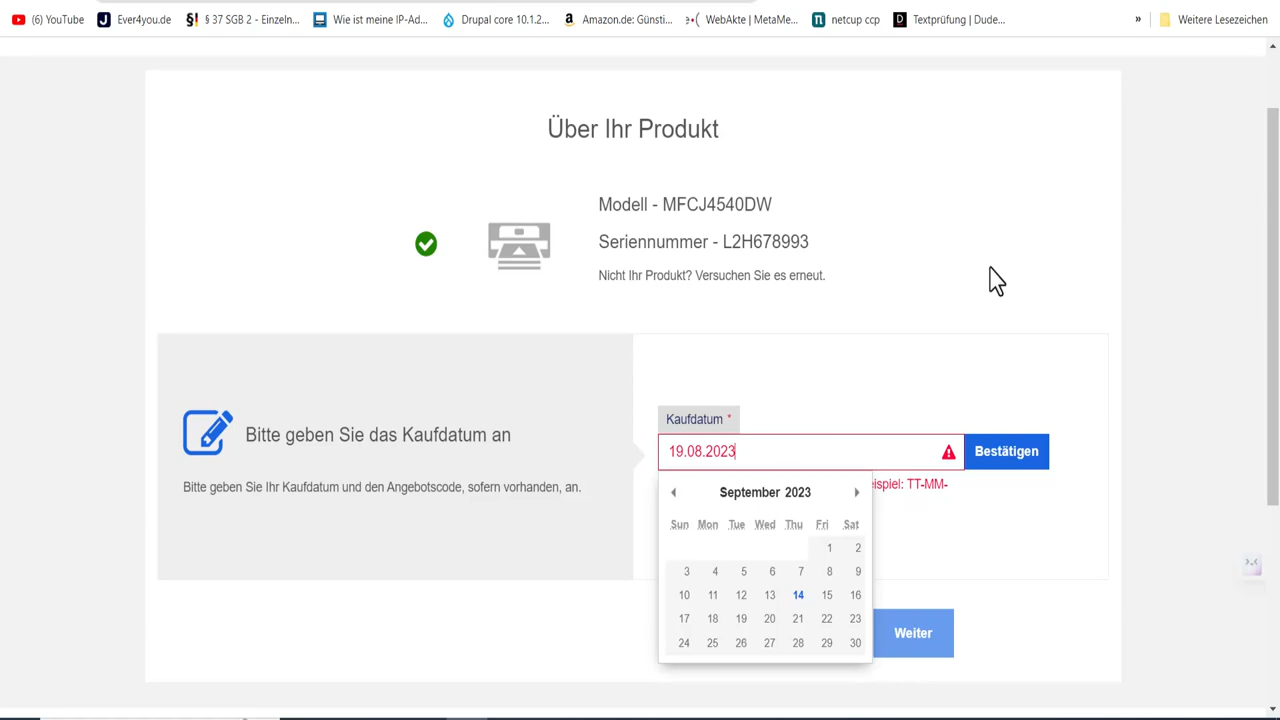 (6) YouTube
Ever4you.de
§ 37 SGB 2 - Einzeln...
Wie ist meine IP-Ad...
Drupal core 10.1.2...
Amazon.de: Günsti...
WebAkte | MetaMe...
netcup ccp
Textprüfung | Dude...
»
Weitere Lesezeichen
Über Ihr Produkt
Modell - MFCJ4540DW
Seriennummer - L2H678993
Nicht Ihr Produkt? Versuchen Sie es erneut.
Bitte geben Sie das Kaufdatum an
Bitte geben Sie Ihr Kaufdatum und den Angebotscode, sofern vorhanden, an.
Kaufdatum *
19.08.2023
Bestätigen
eispiel: TT-MM-
September 2023
Sun Mon Tue Wed Thu Fri Sat
1 2
3 4 5 6 7 8 9
10 11 12 13 14 15 16
17 18 19 20 21 22 23
24 25 26 27 28 29 30
Weiter